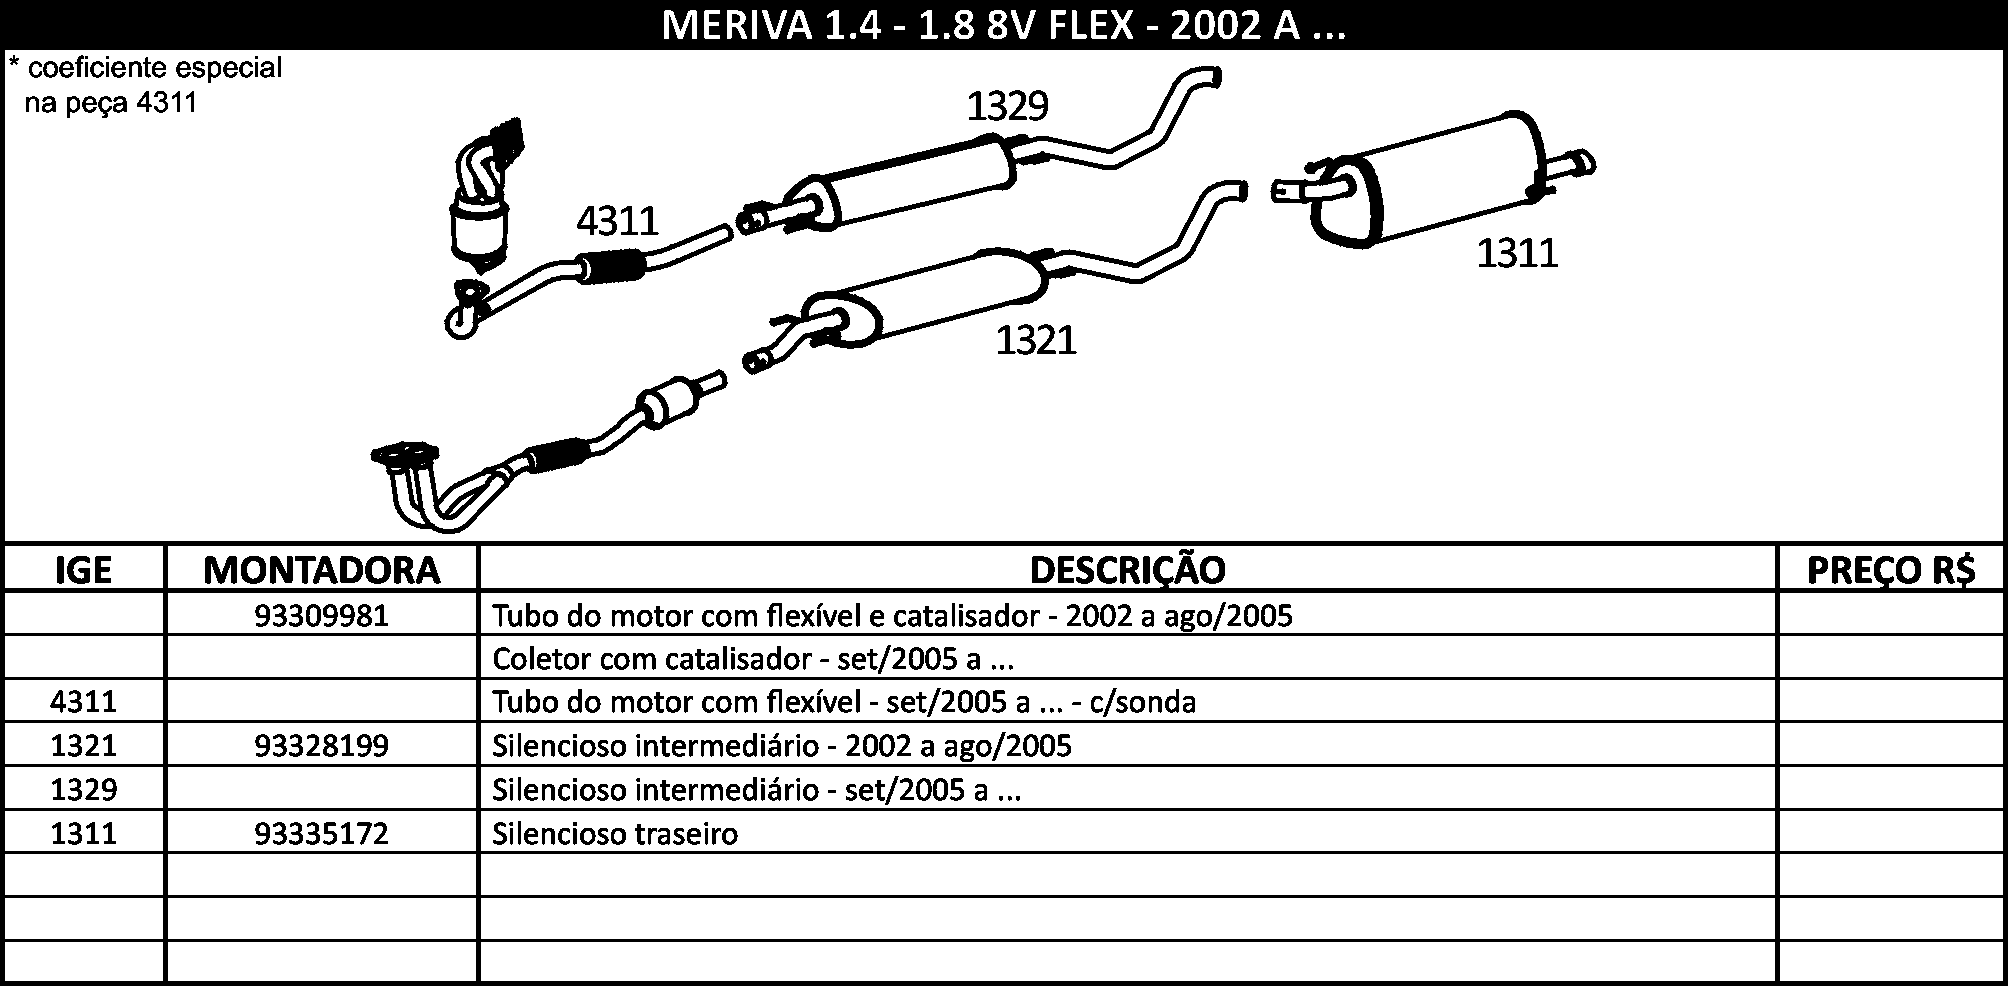 MERIVA 1.4 - 1.8 8V FLEX - 2002 A ...
* coeficiente especial
na peça 4311
1329
4311
1311
1321
IGE MONTADORA DESCRIÇÃO PREÇO R$
93309981 Tubo do motor com flexível e catalisador - 2002 a ago/2005
Coletor com catalisador - set/2005 a ...
4311 Tubo do motor com flexível - set/2005 a ... - c/sonda
1321 93328199 Silencioso intermediário - 2002 a ago/2005
1329 Silencioso intermediário - set/2005 a ...
1311 93335172 Silencioso traseiro